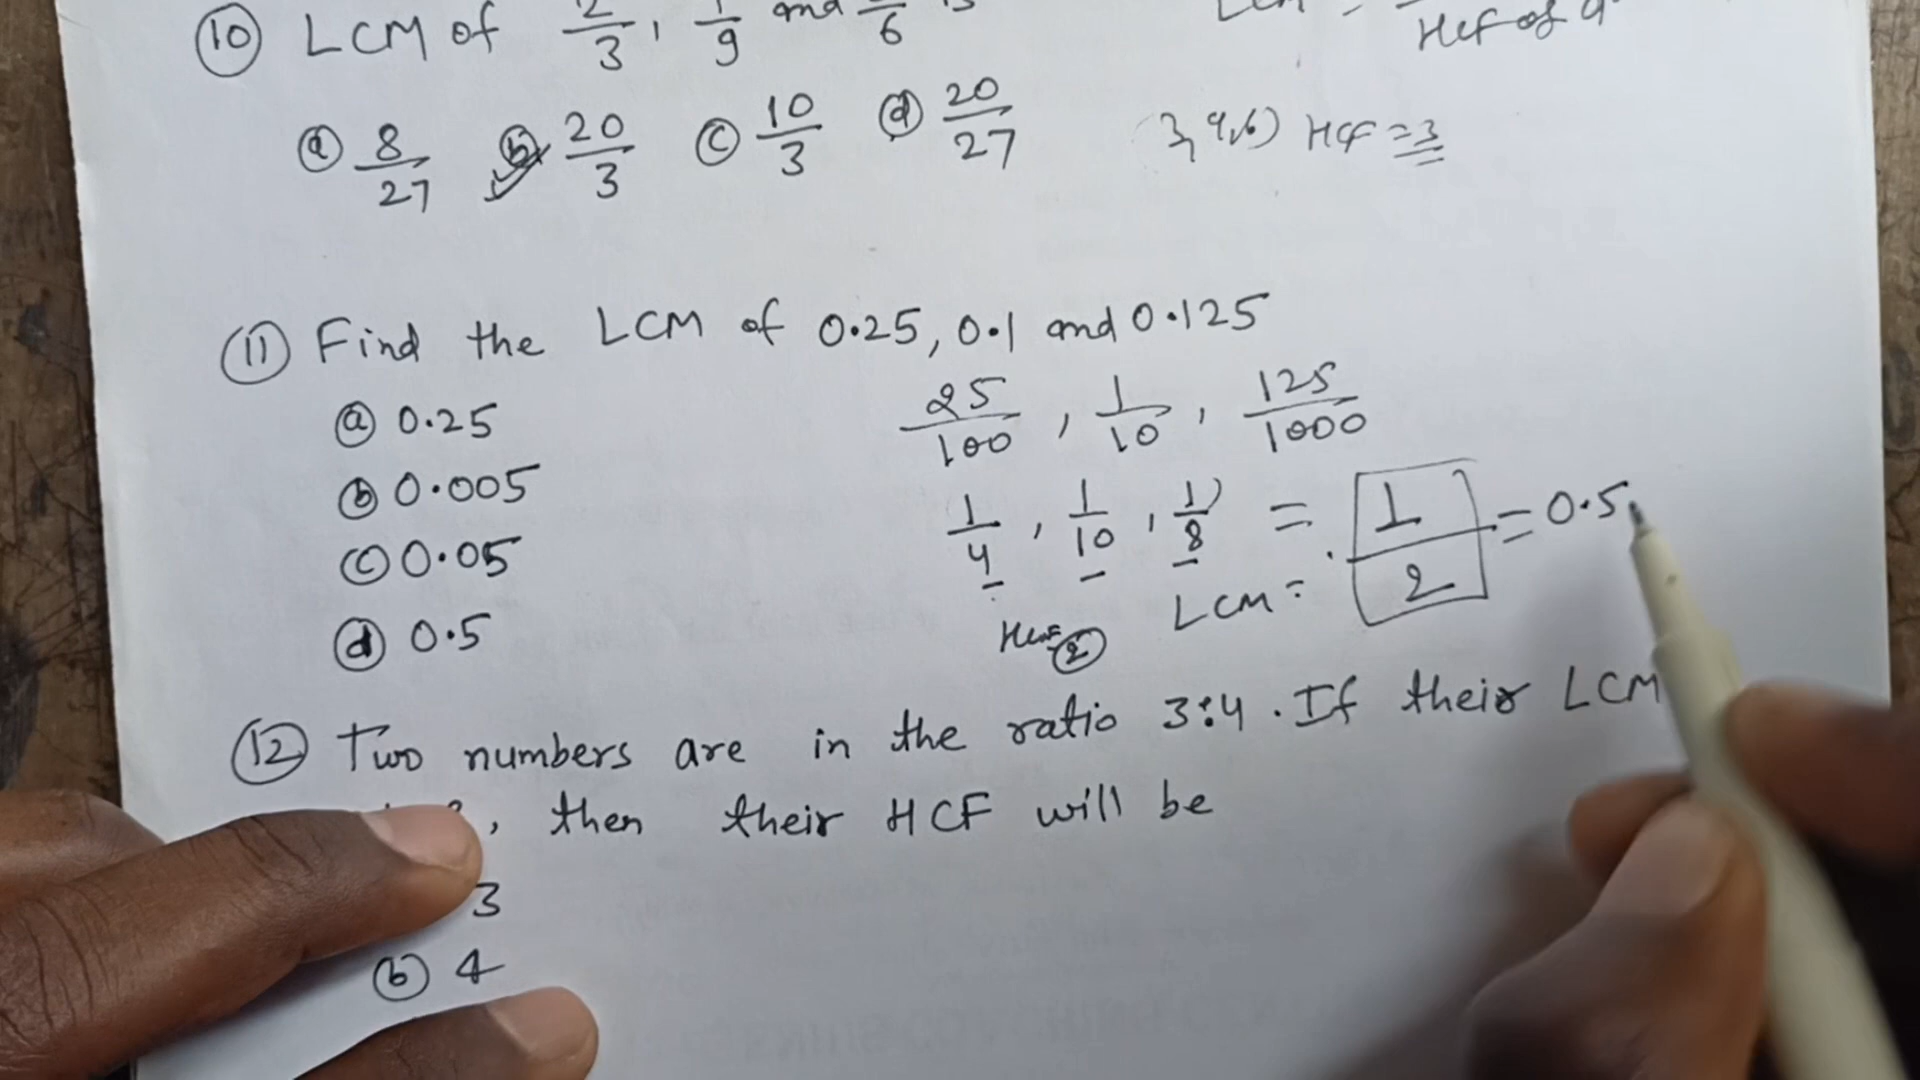 ⑩ LCM of 2/3, 1/9 and /6
LCM = HCF of
ⓐ 8/27 ⓑ 20/3 ⓒ 10/3 ⓓ 20/27
3, 9, 6) HCF = 3
⑪ Find the LCM of 0.25, 0.1 and 0.125
ⓐ 0.25
ⓑ 0.005
ⓒ 0.05
ⓓ 0.5
25/100, 1/10, 125/1000
1/4, 1/10, 1/8) = 1/2 = 0.5
LCM =
2
⑫ Two numbers are in the ratio 3:4. If their LCM
, then their HCF will be
3
ⓑ 4